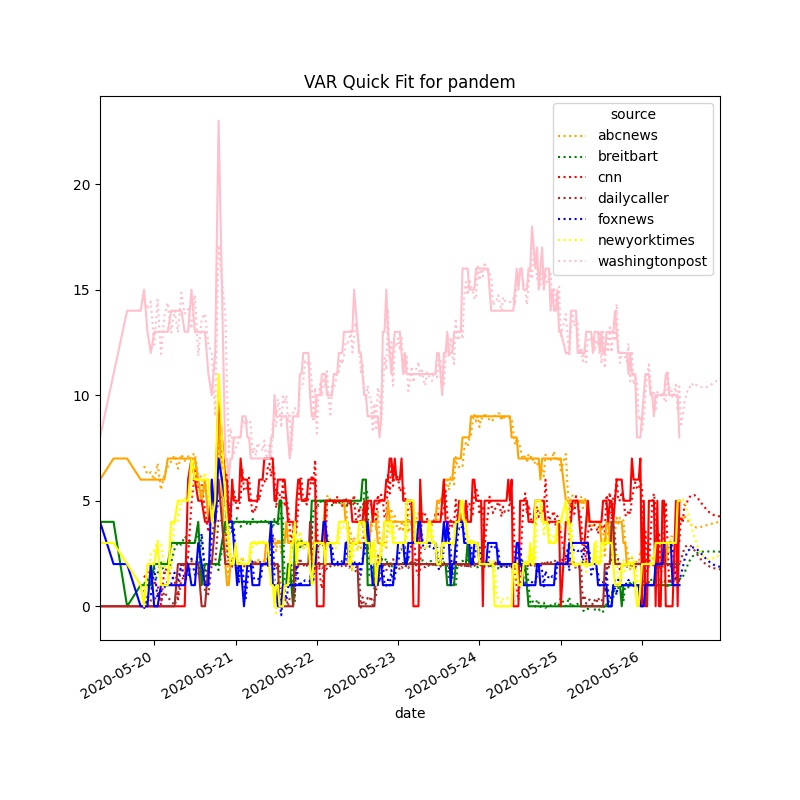 VAR Quick Fit for pandem
source
abcnews
breitbart
cnn
dailycaller
foxnews
newyorktimes
washingtonpost
20
15
10
5
0
2020-05-20
2020-05-21
2020-05-22
2020-05-23
2020-05-24
2020-05-25
2020-05-26
date